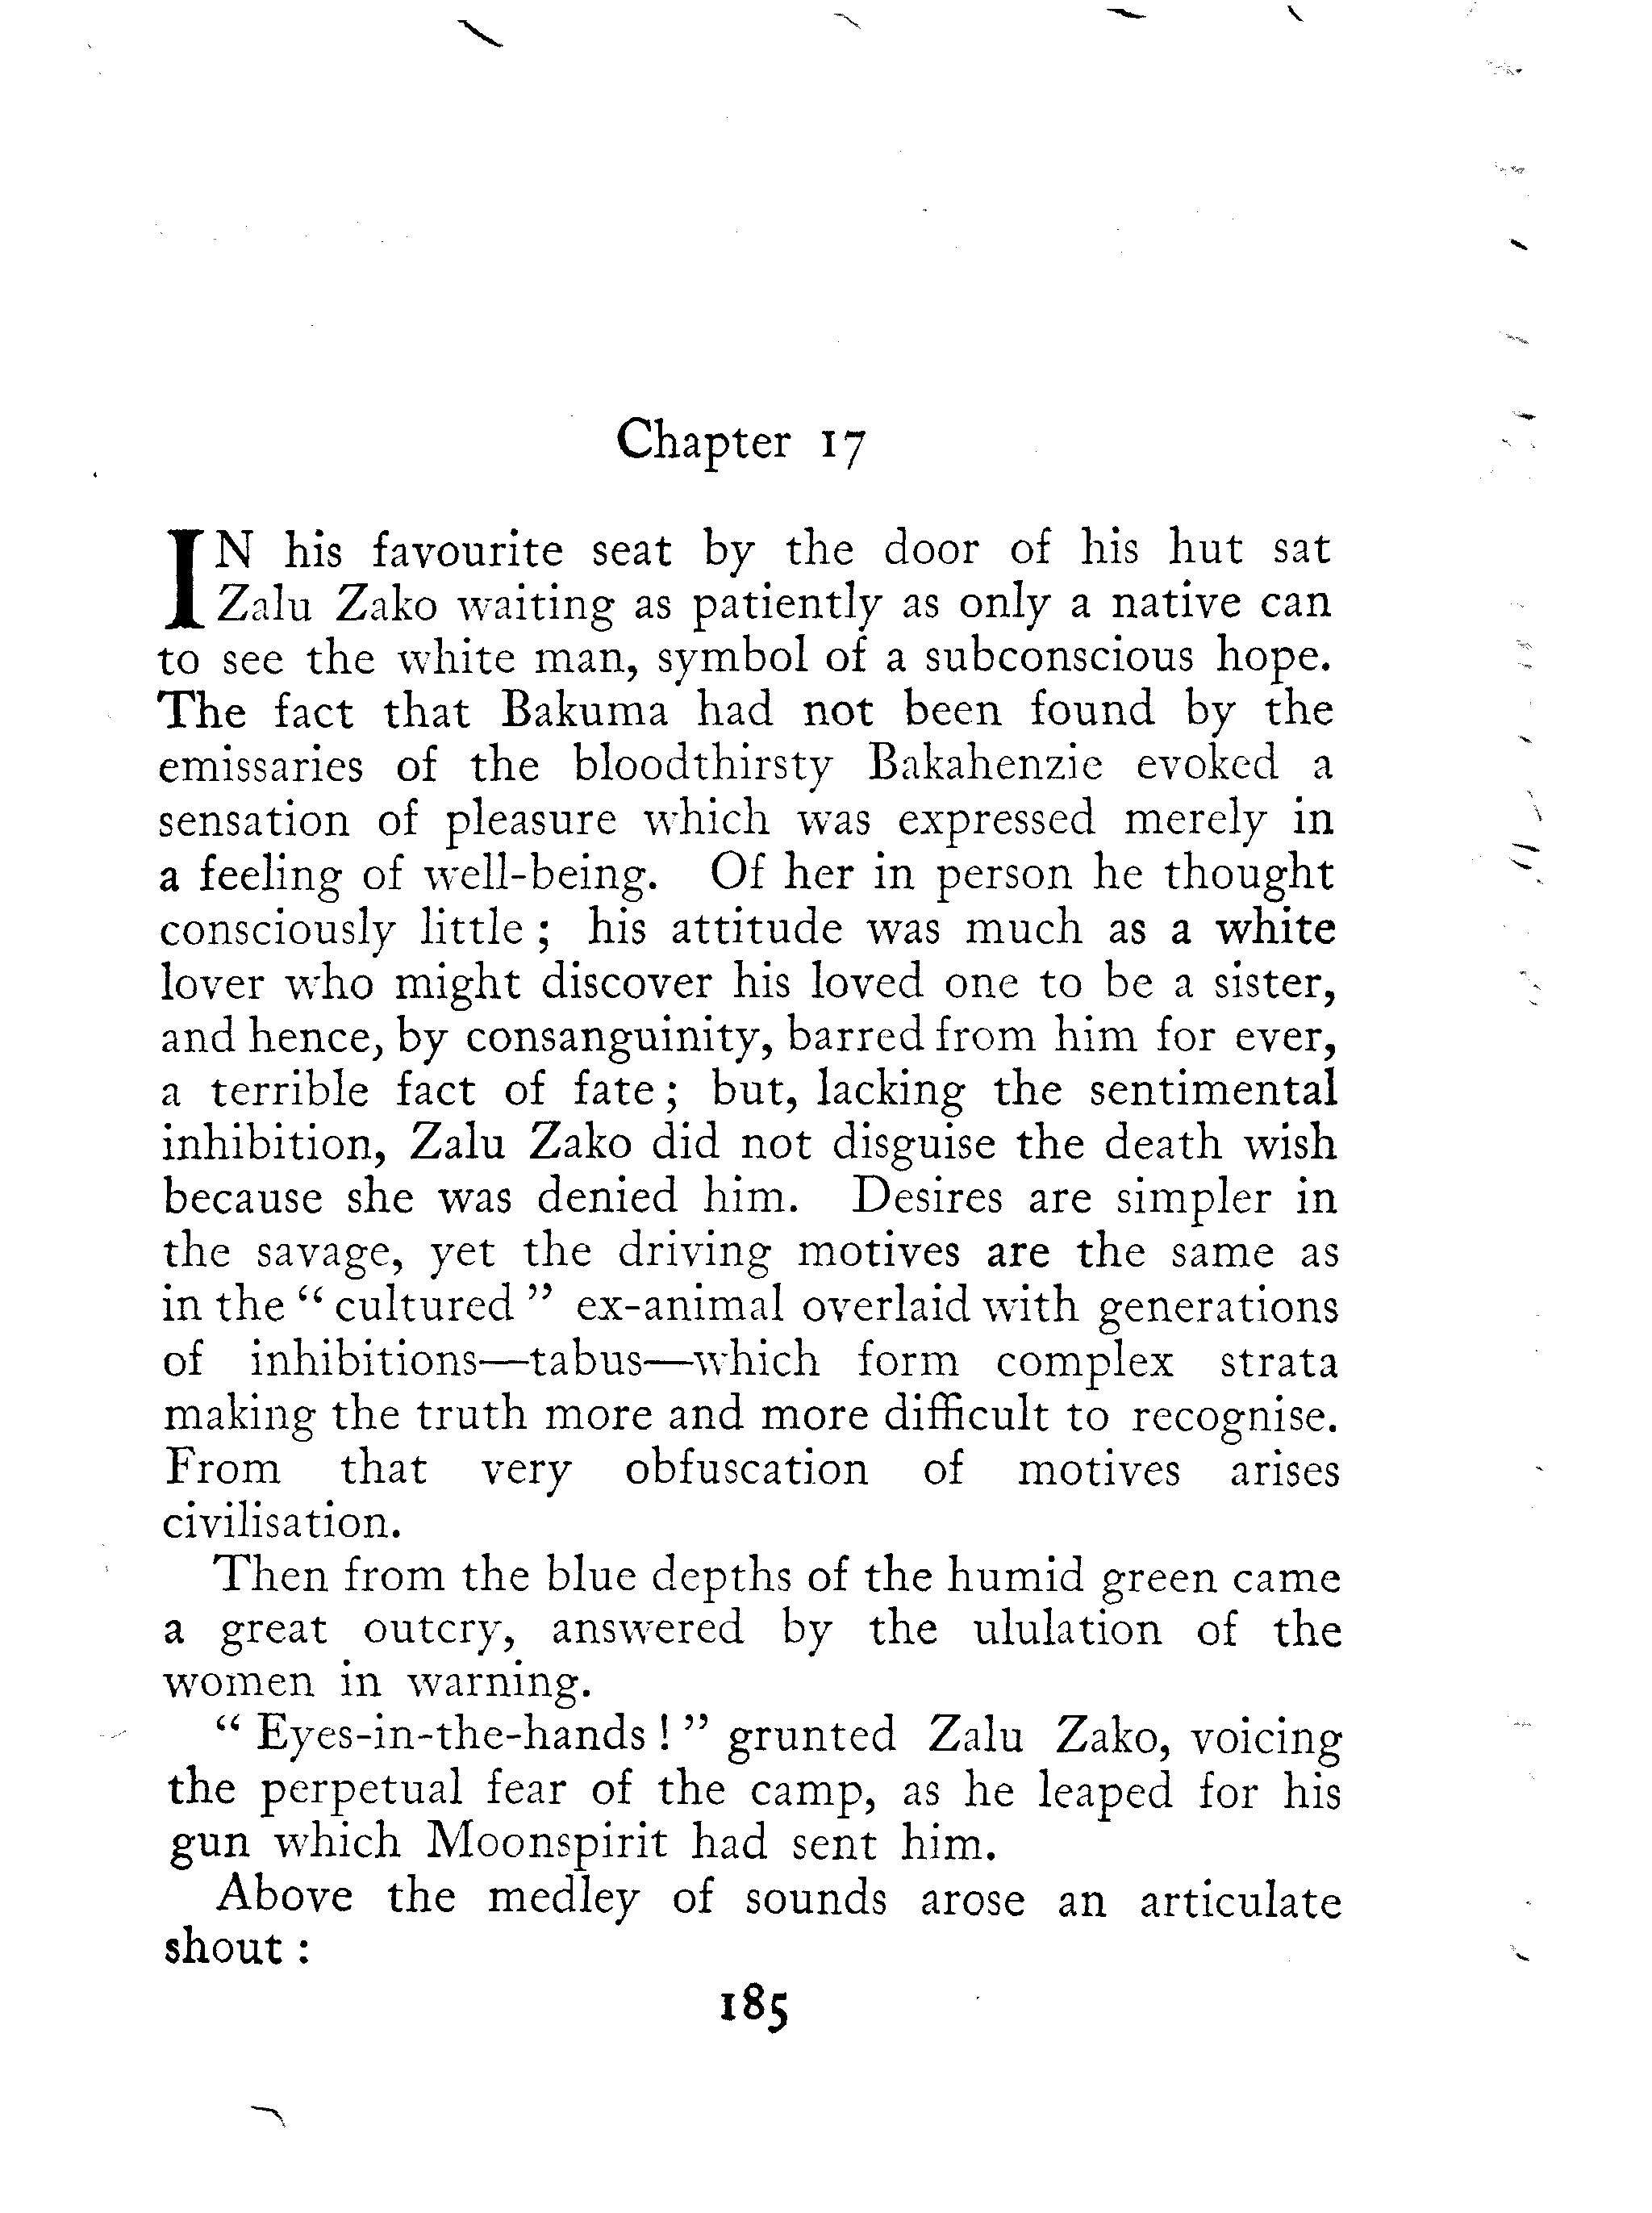 Chapter 17
IN his favourite seat by the door of his hut sat
Zalu Zako waiting as patiently as only a native can
to see the white man, symbol of a subconscious hope.
The fact that Bakuma had not been found by the
emissaries of the bloodthirsty Bakahenzie evoked a
sensation of pleasure which was expressed merely in
a feeling of well-being. Of her in person he thought
consciously little ; his attitude was much as a white
lover who might discover his loved one to be a sister,
and hence, by consanguinity, barred from him for ever,
a terrible fact of fate ; but, lacking the sentimental
inhibition, Zalu Zako did not disguise the death wish
because she was denied him. Desires are simpler in
the savage, yet the driving motives are the same as
in the “ cultured ” ex-animal overlaid with generations
of inhibitions—tabus—which form complex strata
making the truth more and more difficult to recognise.
From that very obfuscation of motives arises
civilisation.
Then from the blue depths of the humid green came
a great outcry, answered by the ululation of the
women in warning.
“ Eyes-in-the-hands ! ” grunted Zalu Zako, voicing
the perpetual fear of the camp, as he leaped for his
gun which Moonspirit had sent him.
Above the medley of sounds arose an articulate
shout :
185